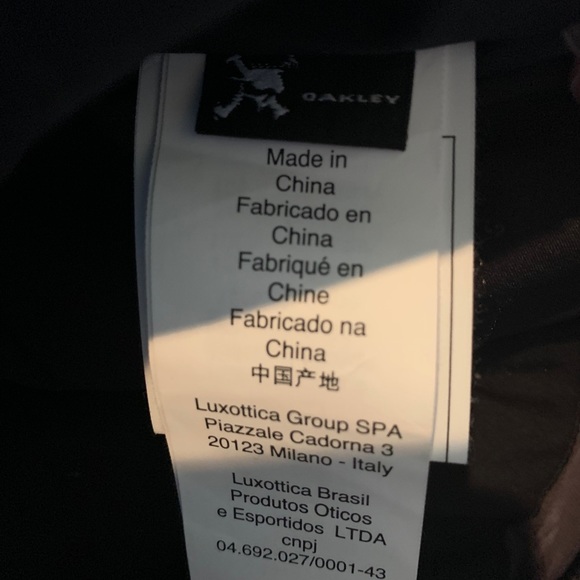 OAKLEY
Made in
China
Fabricado en
China
Fabriqué en
Chine
Fabricado na
China
中国产地
Luxottica Group SPA
Piazzale Cadorna 3
20123 Milano - Italy
Luxottica Brasil
Produtos Oticos
e Esportidos LTDA
cnpj
04.692.027/0001-43